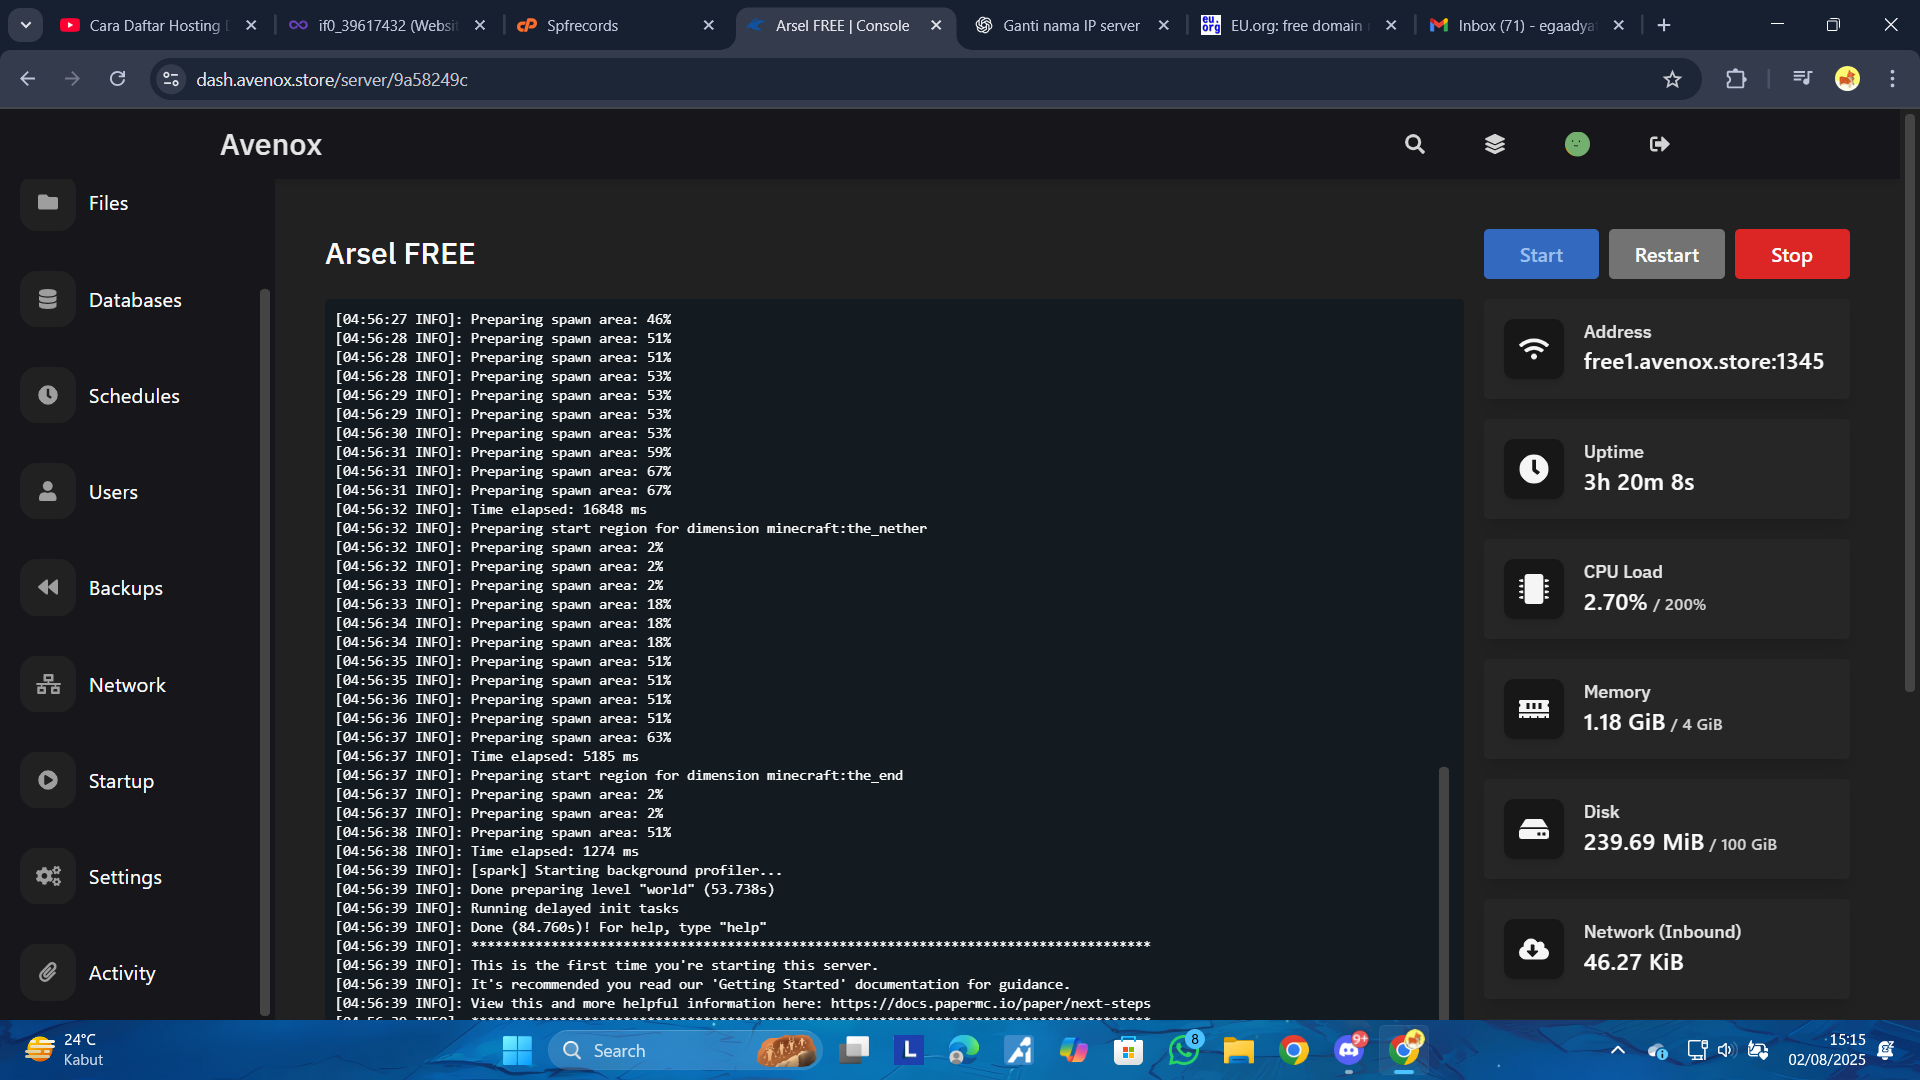 Cara Daftar Hosting
if0_39617432 (Websi
Spfrecords
Arsel FREE | Console
Ganti nama IP server
EU.org: free domain
Inbox (71) - egaadya
dash.avenox.store/server/9a58249c
Avenox
Files
Databases
Schedules
Users
Backups
Network
Startup
Settings
Activity
Arsel FREE
Start
Restart
Stop
[04:56:27 INFO]: Preparing spawn area: 46%
[04:56:28 INFO]: Preparing spawn area: 51%
[04:56:28 INFO]: Preparing spawn area: 51%
[04:56:28 INFO]: Preparing spawn area: 53%
[04:56:29 INFO]: Preparing spawn area: 53%
[04:56:29 INFO]: Preparing spawn area: 53%
[04:56:30 INFO]: Preparing spawn area: 53%
[04:56:31 INFO]: Preparing spawn area: 59%
[04:56:31 INFO]: Preparing spawn area: 67%
[04:56:31 INFO]: Preparing spawn area: 67%
[04:56:32 INFO]: Time elapsed: 16848 ms
[04:56:32 INFO]: Preparing start region for dimension minecraft:the_nether
[04:56:32 INFO]: Preparing spawn area: 2%
[04:56:32 INFO]: Preparing spawn area: 2%
[04:56:33 INFO]: Preparing spawn area: 2%
[04:56:33 INFO]: Preparing spawn area: 18%
[04:56:34 INFO]: Preparing spawn area: 18%
[04:56:34 INFO]: Preparing spawn area: 18%
[04:56:35 INFO]: Preparing spawn area: 51%
[04:56:35 INFO]: Preparing spawn area: 51%
[04:56:36 INFO]: Preparing spawn area: 51%
[04:56:36 INFO]: Preparing spawn area: 51%
[04:56:37 INFO]: Preparing spawn area: 63%
[04:56:37 INFO]: Time elapsed: 5185 ms
[04:56:37 INFO]: Preparing start region for dimension minecraft:the_end
[04:56:37 INFO]: Preparing spawn area: 2%
[04:56:37 INFO]: Preparing spawn area: 2%
[04:56:38 INFO]: Preparing spawn area: 51%
[04:56:38 INFO]: Time elapsed: 1274 ms
[04:56:39 INFO]: [spark] Starting background profiler...
[04:56:39 INFO]: Done preparing level "world" (53.738s)
[04:56:39 INFO]: Running delayed init tasks
[04:56:39 INFO]: Done (84.760s)! For help, type "help"
[04:56:39 INFO]: *************************************************************************************
[04:56:39 INFO]: This is the first time you're starting this server.
[04:56:39 INFO]: It's recommended you read our 'Getting Started' documentation for guidance.
[04:56:39 INFO]: View this and more helpful information here: https://docs.papermc.io/paper/next-steps
Address
free1.avenox.store:1345
Uptime
3h 20m 8s
CPU Load
2.70% / 200%
Memory
1.18 GiB / 4 GiB
Disk
239.69 MiB / 100 GiB
Network (Inbound)
46.27 KiB
24°C
Kabut
Search
L
8
9+
15:15
02/08/2025